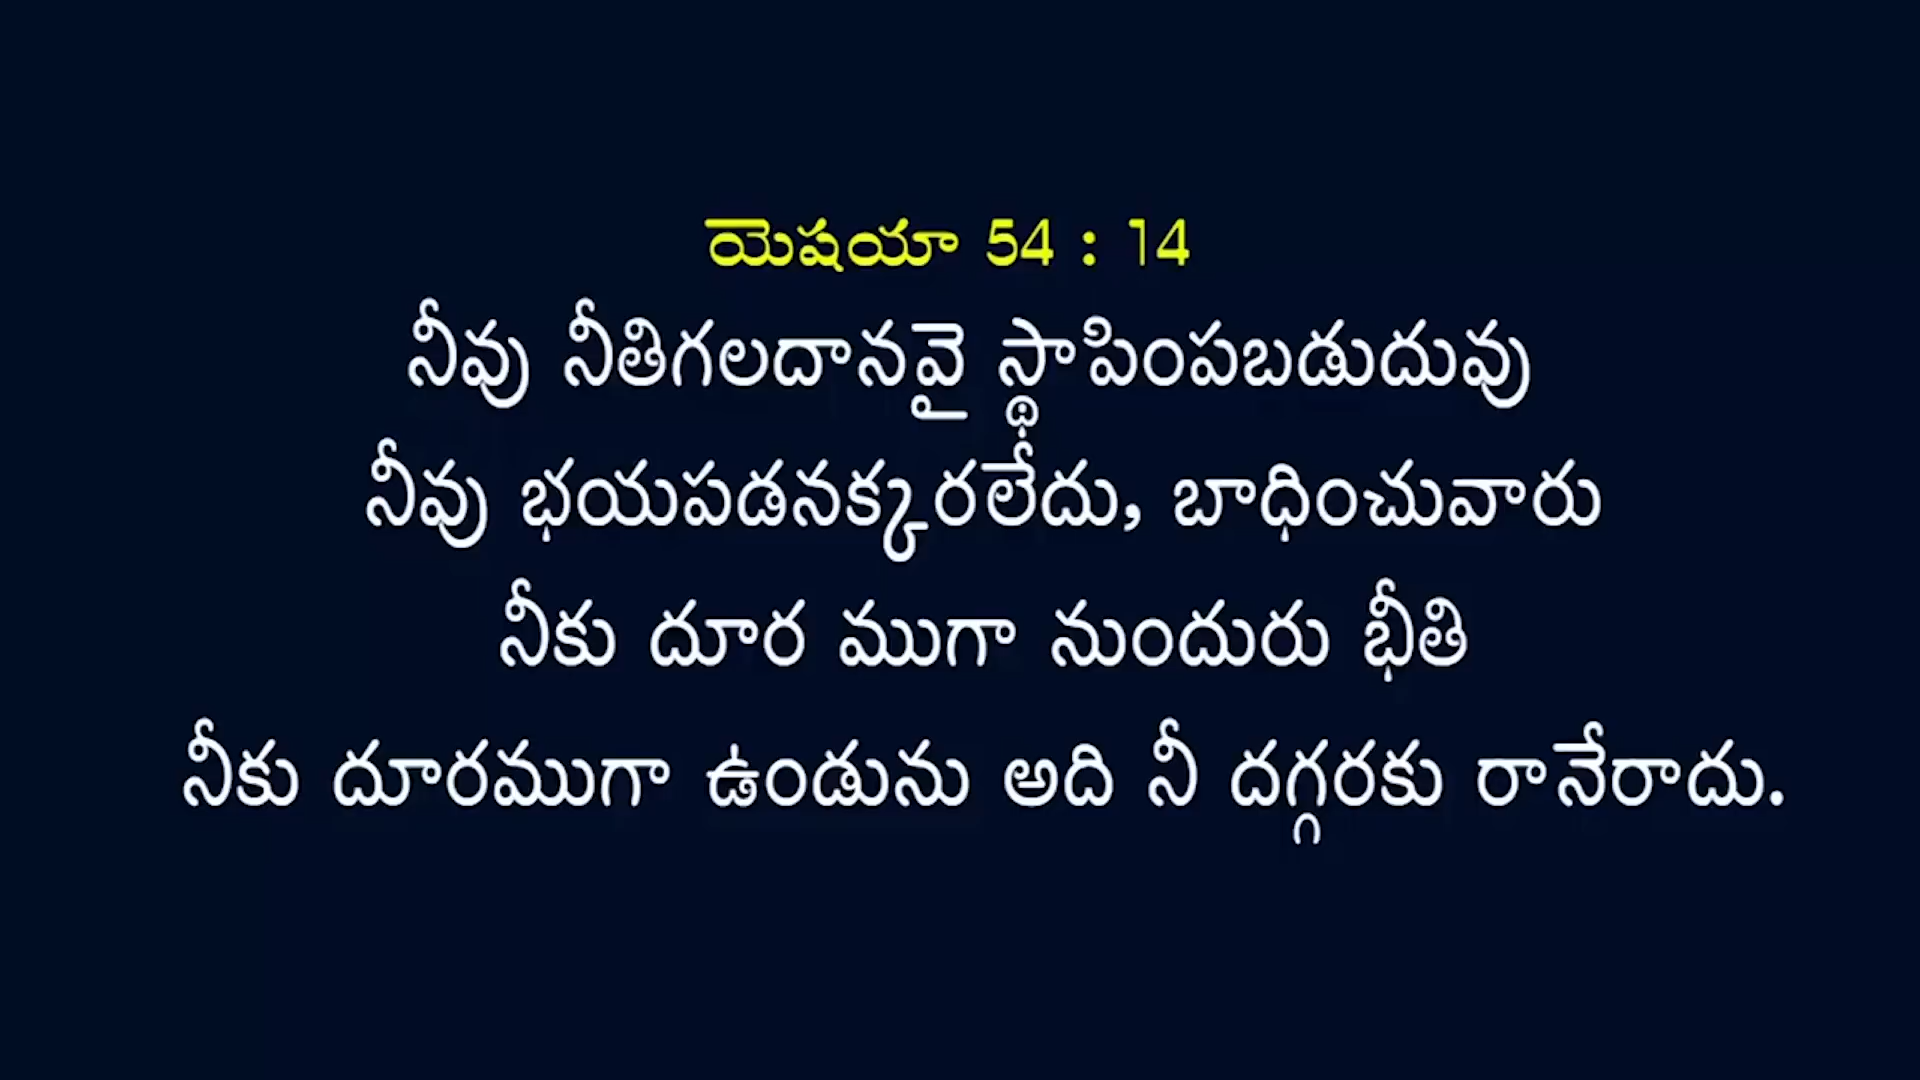 యెషయా 54 : 14
నీవు నీతిగలదానవై స్థాపింపబడుదువు
నీవు భయపడనక్కరలేదు, బాధించువారు
నీకు దూర ముగా నుందురు భీతి
నీకు దూరముగా ఉండును అది నీ దగ్గరకు రానేరాదు.